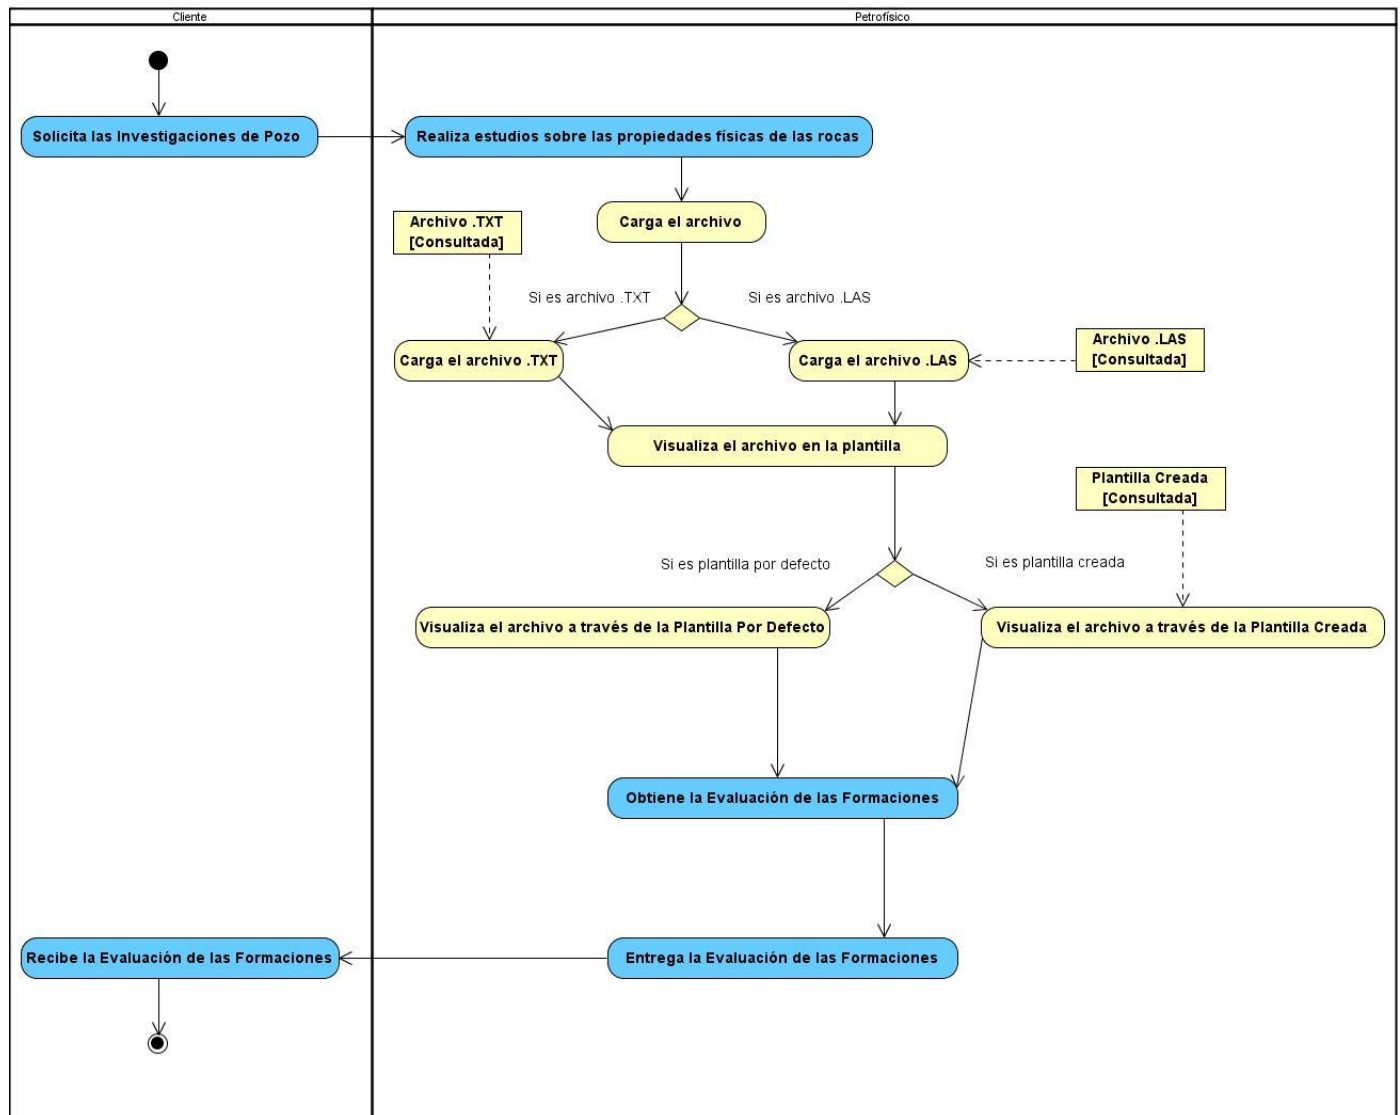 Cliente
Petrofísico
Solicita las Investigaciones de Pozo
Realiza estudios sobre las propiedades físicas de las rocas
Carga el archivo
Archivo .TXT
[Consultada]
Si es archivo .TXT
Si es archivo .LAS
Carga el archivo .TXT
Carga el archivo .LAS
Archivo .LAS
[Consultada]
Visualiza el archivo en la plantilla
Plantilla Creada
[Consultada]
Si es plantilla por defecto
Si es plantilla creada
Visualiza el archivo a través de la Plantilla Por Defecto
Visualiza el archivo a través de la Plantilla Creada
Obtiene la Evaluación de las Formaciones
Recibe la Evaluación de las Formaciones
Entrega la Evaluación de las Formaciones